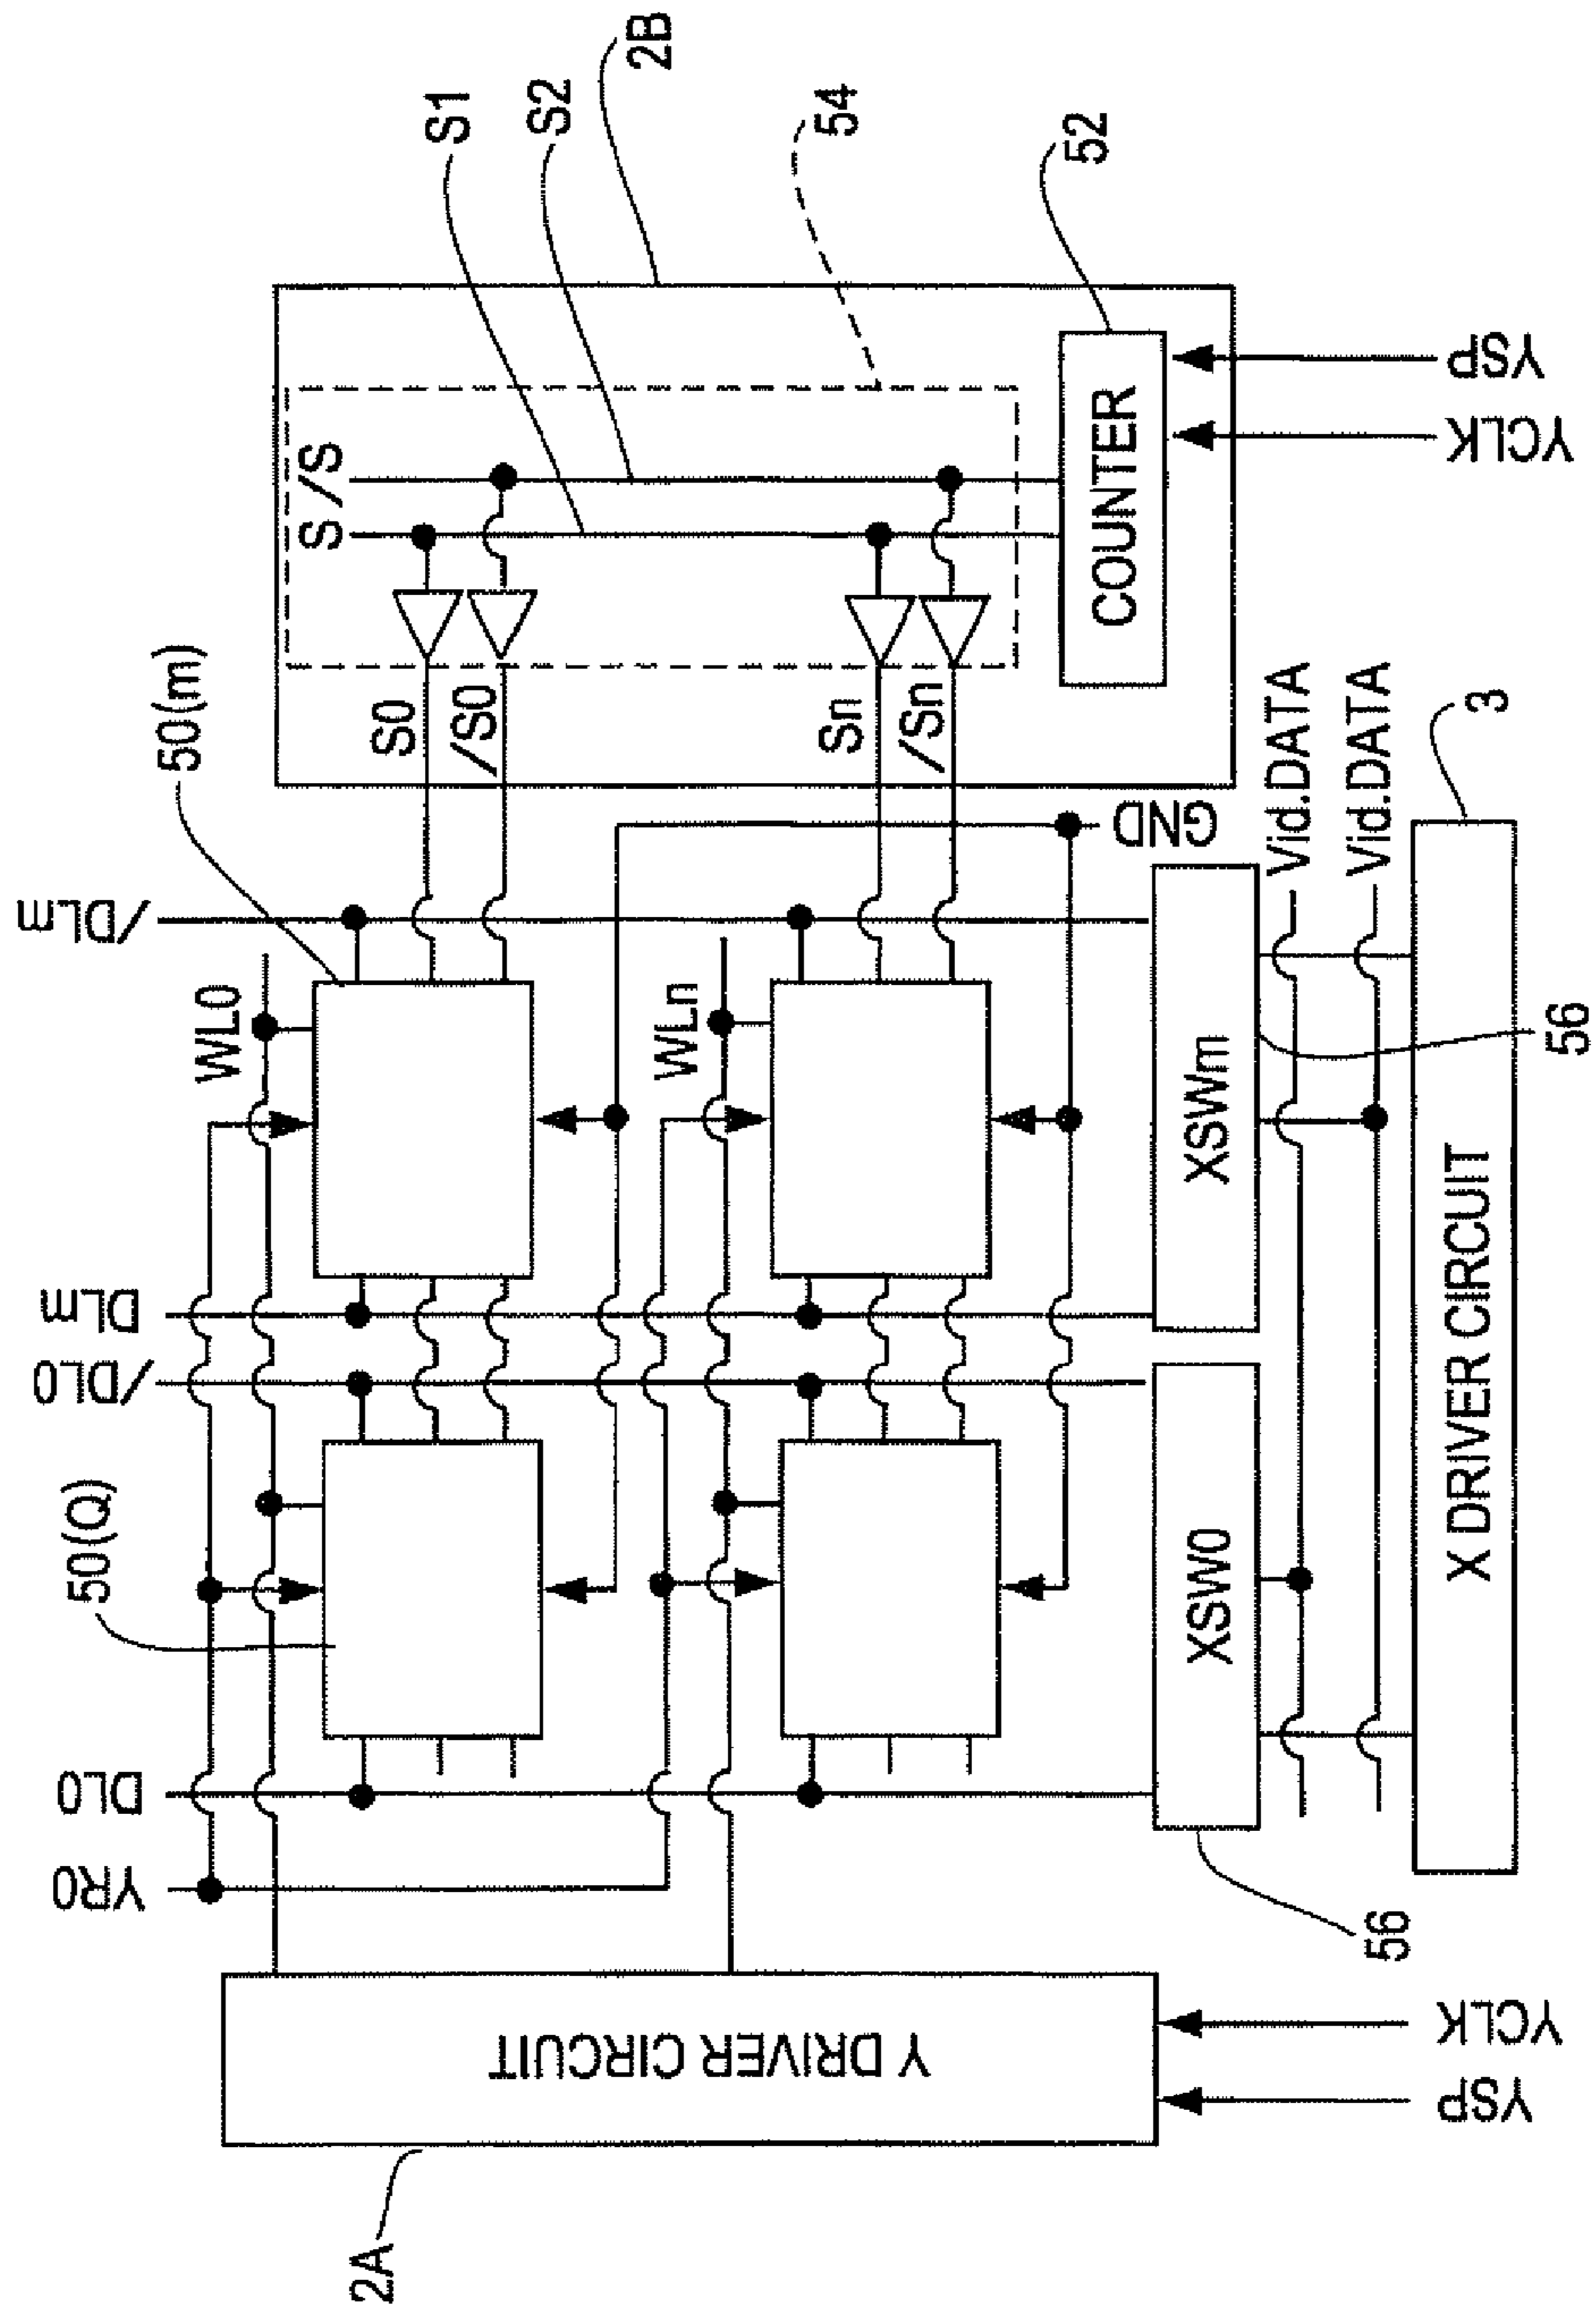 2A
Y DRIVER CIRCUIT
YSP
YCLK
YR0
DL0
/DL0
DLm
/DLm
50(Q)
50(m)
WL0
WLn
S0
/S0
Sn
/Sn
S
/S
S1
S2
2B
54
52
COUNTER
YCLK
YSP
GND
XSW0
XSWm
56
56
Vid.DATA
Vid.DATA
3
X DRIVER CIRCUIT